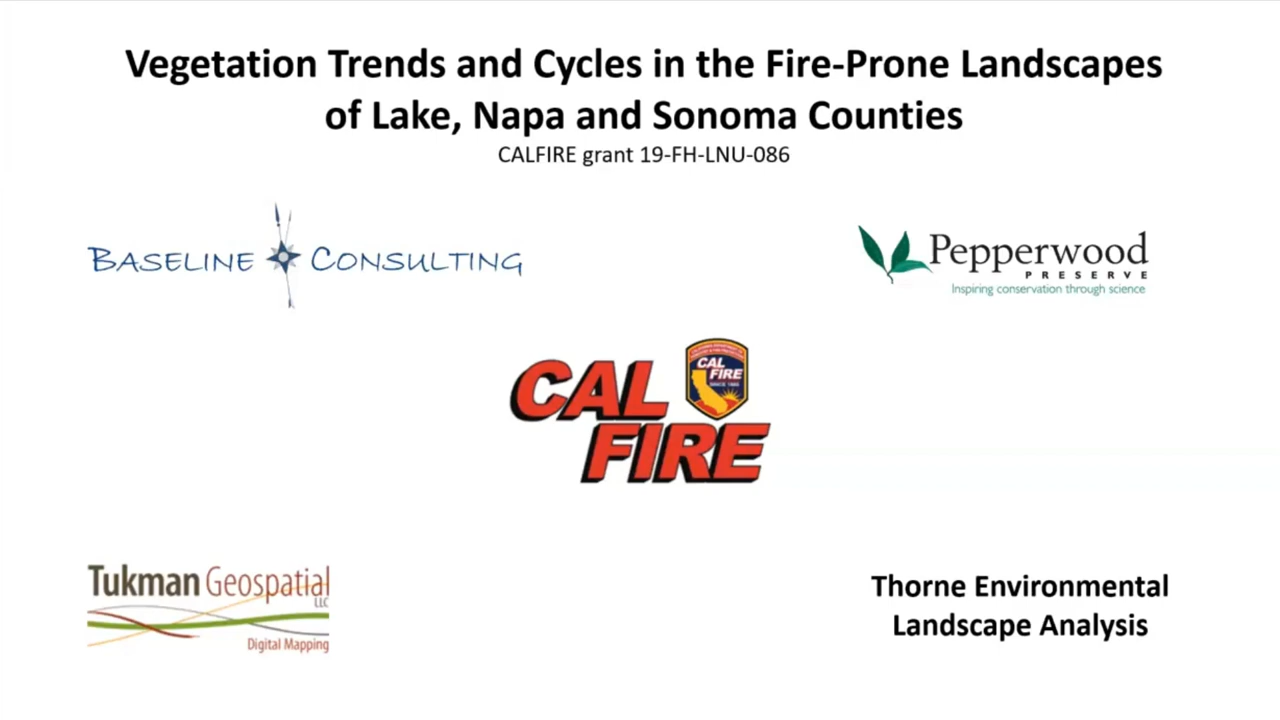 Vegetation Trends and Cycles in the Fire-Prone Landscapes
of Lake, Napa and Sonoma Counties
CALFIRE grant 19-FH-LNU-086
BASELINE CONSULTING
Pepperwood
PRESERVE
Inspiring conservation through science
CAL
FIRE
CAL
FIRE
SINCE 1885
Tukman Geospatial
LLC
Digital Mapping
Thorne Environmental
Landscape Analysis